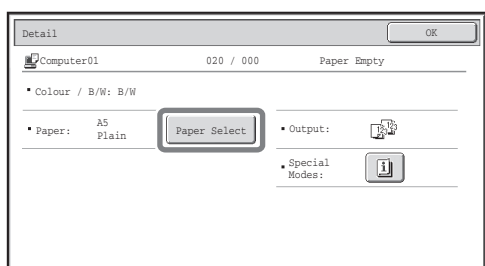 Detail
OK
Computer01 020 / 000 Paper Empty
▪ Colour / B/W: B/W
▪ Paper: A5 Plain
Paper Select
▪ Output:
▪ Special Modes: